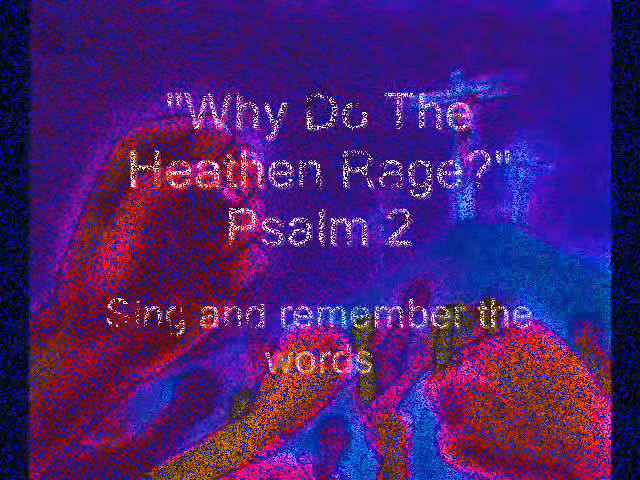 "Why Do The
Heathen Rage?"
Psalm 2
Sing and remember the
words